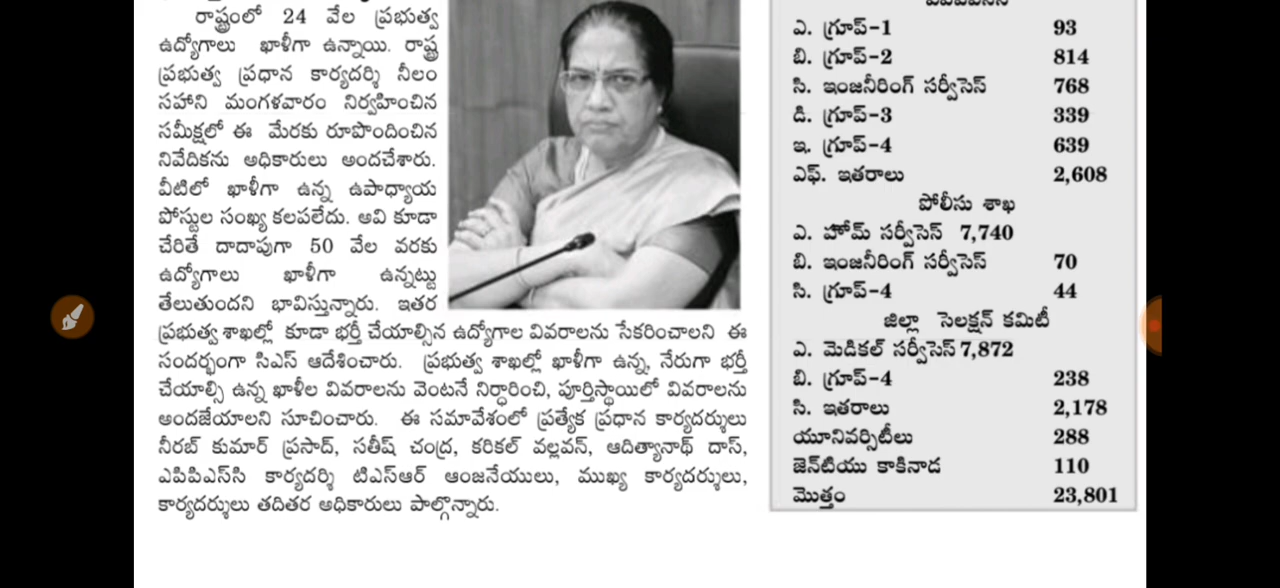 రాష్ట్రంలో 24 వేల ప్రభుత్వ
ఉద్యోగాలు ఖాళీగా ఉన్నాయి. రాష్ట్ర
ప్రభుత్వ ప్రధాన కార్యదర్శి నీలం
సహాని మంగళవారం నిర్వహించిన
సమీక్షలో ఈ మేరకు రూపొందించిన
నివేదికను అధికారులు అందచేశారు.
వీటిలో ఖాళీగా ఉన్న ఉపాధ్యాయ
పోస్టుల సంఖ్య కలపలేదు. అవి కూడా
చేరితే దాదాపుగా 50 వేల వరకు
ఉద్యోగాలు ఖాళీగా ఉన్నట్టు
తేలుతుందని భావిస్తున్నారు. ఇతర
ప్రభుత్వ శాఖల్లో కూడా భర్తీ చేయాల్సిన ఉద్యోగాల వివరాలను సేకరించాలని ఈ
సందర్భంగా సిఎస్ ఆదేశించారు. ప్రభుత్వ శాఖల్లో ఖాళీగా ఉన్న, నేరుగా భర్తీ
చేయాల్సి ఉన్న ఖాళీల వివరాలను వెంటనే నిర్ధారించి, పూర్తిస్థాయిలో వివరాలను
అందజేయాలని సూచించారు. ఈ సమావేశంలో ప్రత్యేక ప్రధాన కార్యదర్శులు
నీరబ్ కుమార్ ప్రసాద్, సతీష్ చంద్ర, కరికల్ వల్లవన్, ఆదిత్యానాథ్ దాస్,
ఎపిపిఎస్‌సి కార్యదర్శి టిఎస్ఆర్ ఆంజనేయులు, ముఖ్య కార్యదర్శులు,
కార్యదర్శులు తదితర అధికారులు పాల్గొన్నారు.
ఎ. గ్రూప్-1 93
బి. గ్రూప్-2 814
సి. ఇంజనీరింగ్ సర్వీసెస్ 768
డి. గ్రూప్-3 339
ఇ. గ్రూప్-4 639
ఎఫ్. ఇతరాలు 2,608
పోలీసు శాఖ
ఎ. హోమ్ సర్వీసెస్ 7,740
బి. ఇంజనీరింగ్ సర్వీసెస్ 70
సి. గ్రూప్-4 44
జిల్లా సెలక్షన్ కమిటీ
ఎ. మెడికల్ సర్వీసెస్ 7,872
బి. గ్రూప్-4 238
సి. ఇతరాలు 2,178
యూనివర్సిటీలు 288
జెన్‌టియు కాకినాడ 110
మొత్తం 23,801